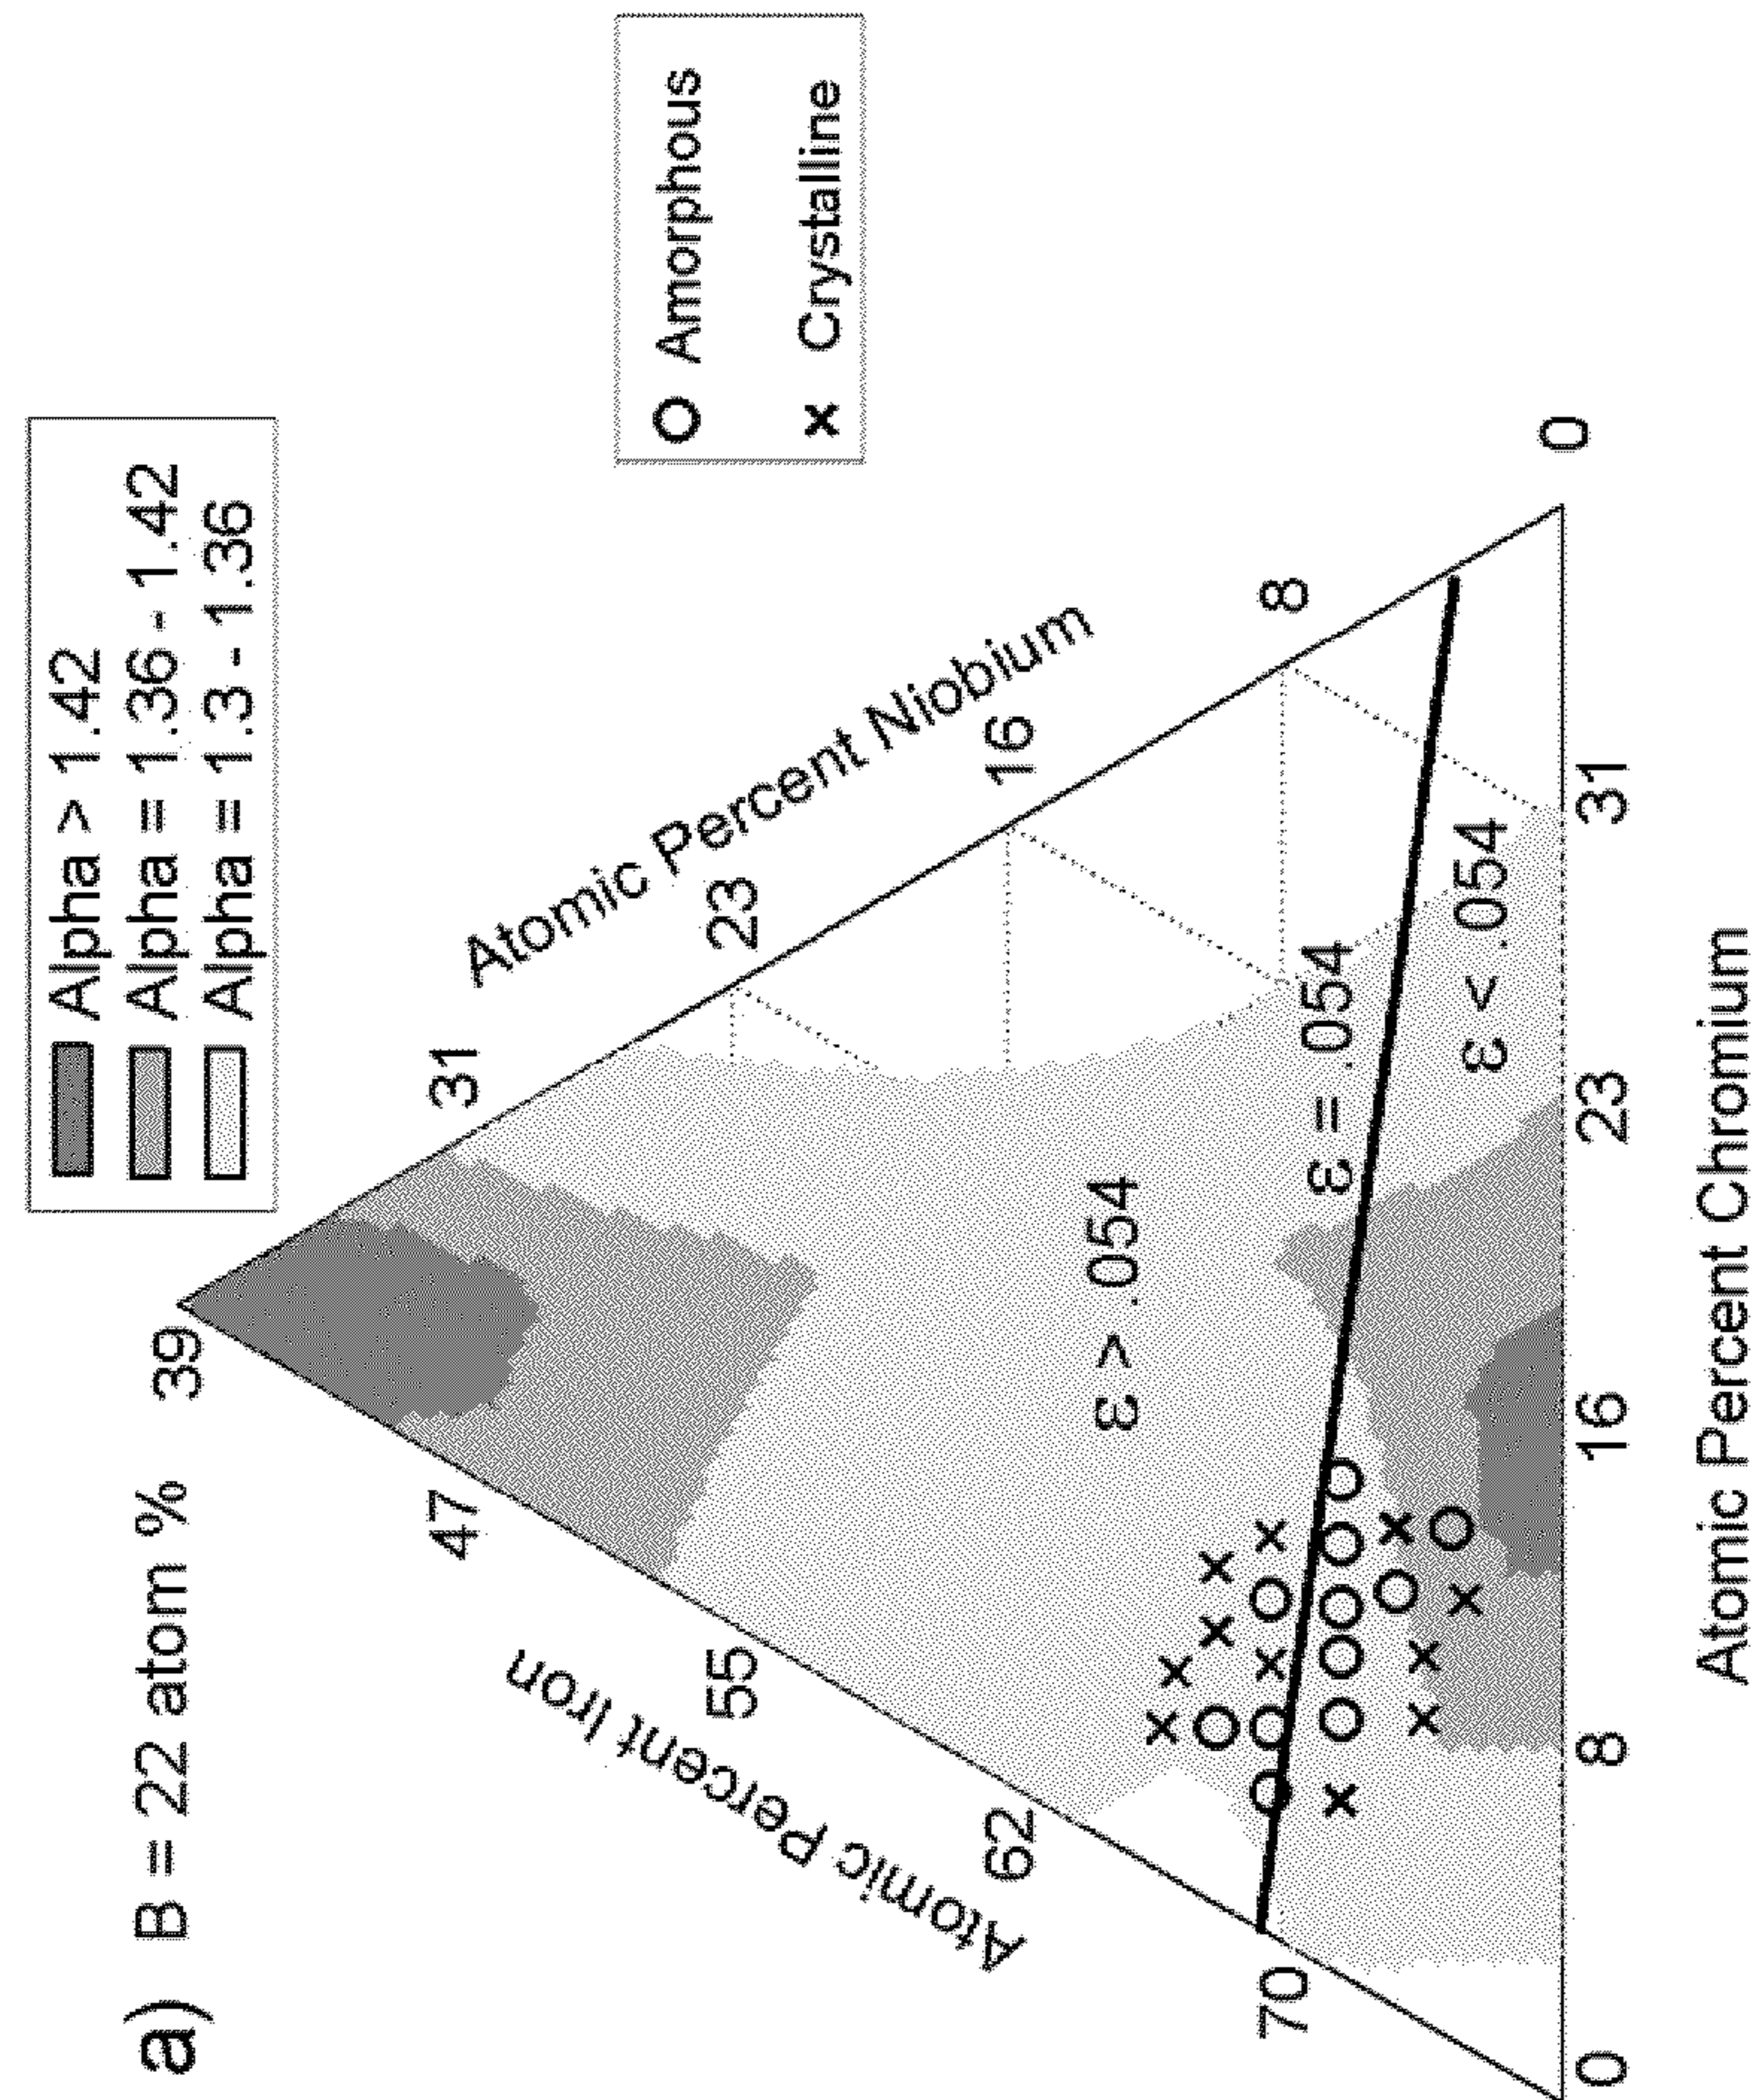 a) B = 22 atom %
Alpha > 1.42
Alpha = 1.36 - 1.42
Alpha = 1.3 - 1.36
O Amorphous
x Crystalline
39
47
55
62
70
Atomic Percent Iron
31
23
16
8
0
Atomic Percent Niobium
ε > .054
ε = .054
ε < .054
0
8
16
23
31
Atomic Percent Chromium